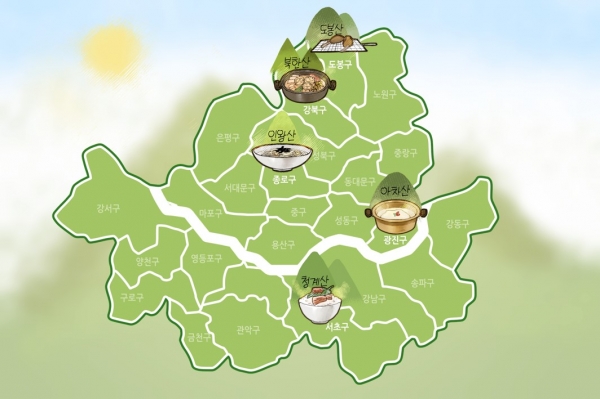 도봉산
도봉구
북한산
강북구
노원구
은평구
인왕산
성북구
중랑구
종로구
서대문구
동대문구
아차산
강서구
마포구
중구
성동구
광진구
강동구
용산구
양천구
영등포구
청계산
강남구
송파구
구로구
서초구
관악구
금천구